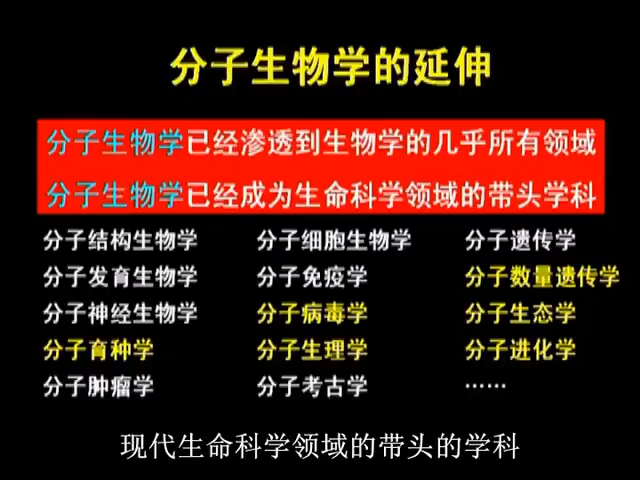 分子生物学的延伸
分子生物学已经渗透到生物学的几乎所有领域
分子生物学已经成为生命科学领域的带头学科
分子结构生物学 分子细胞生物学 分子遗传学
分子发育生物学 分子免疫学 分子数量遗传学
分子神经生物学 分子病毒学 分子生态学
分子育种学 分子生理学 分子进化学
分子肿瘤学 分子考古学 ……
现代生命科学领域的带头的学科